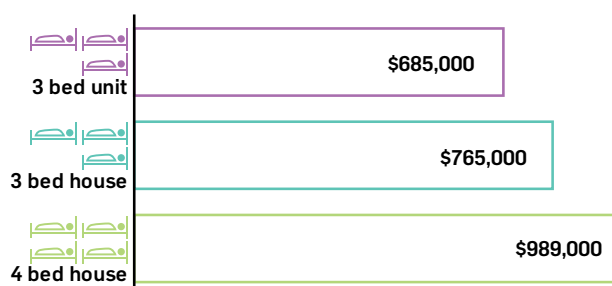 $685,000
3 bed unit
$765,000
3 bed house
$989,000
4 bed house